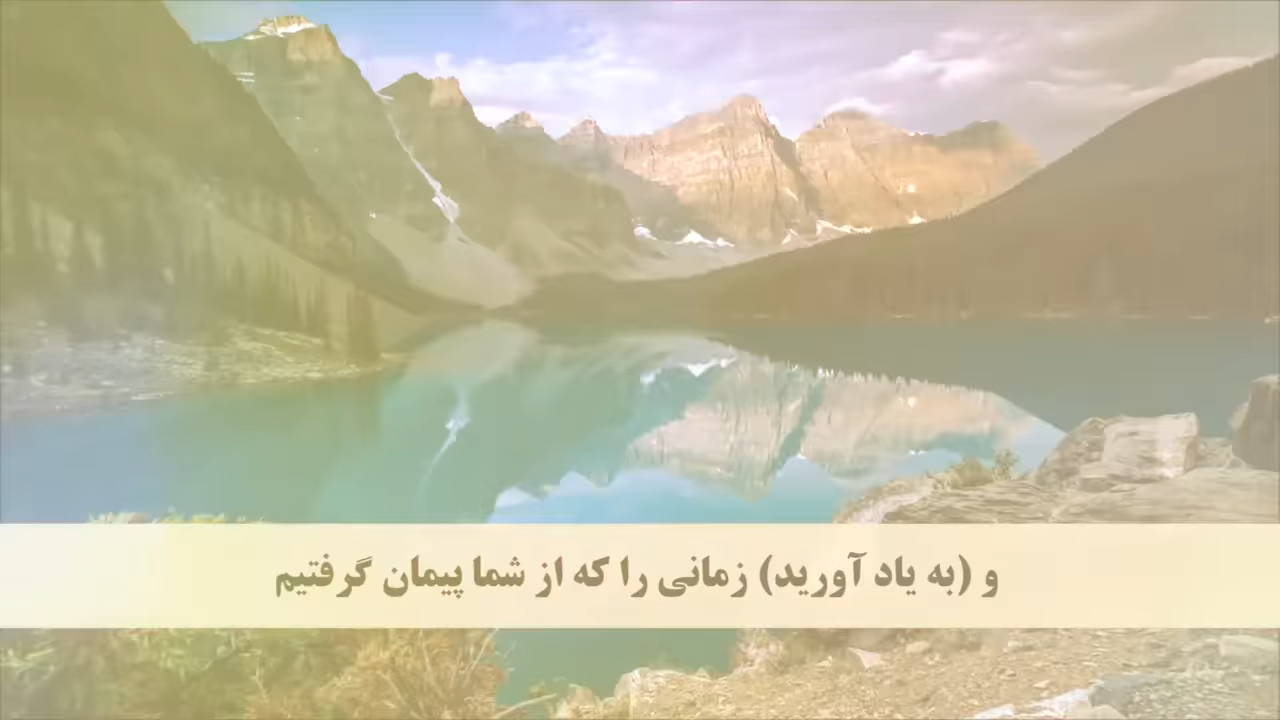 و (به یاد آورید) زمانی را که از شما پیمان گرفتیم